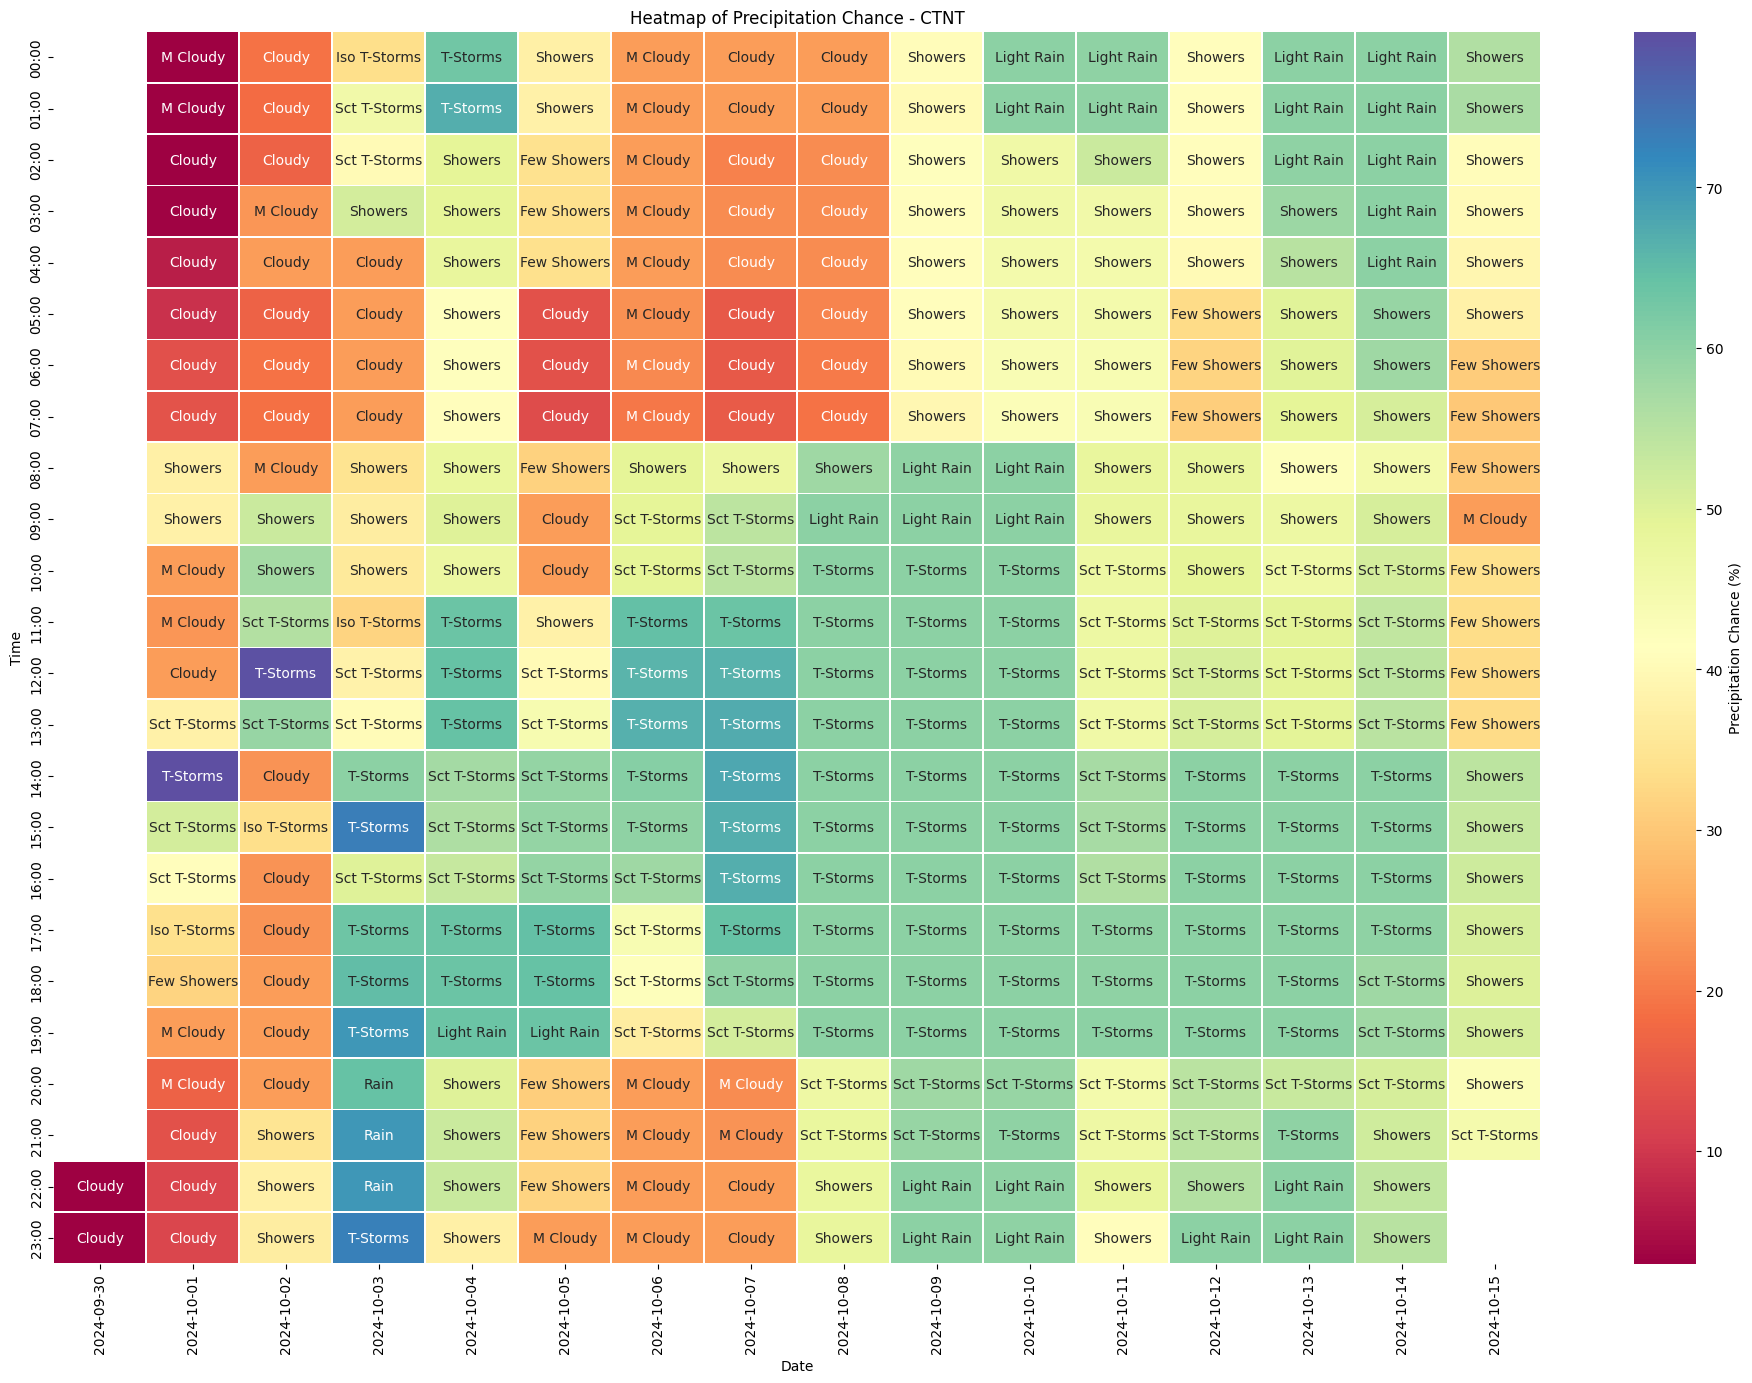 Heatmap of Precipitation Chance - CTNT
00:00 M Cloudy Cloudy Iso T-Storms T-Storms Showers M Cloudy Cloudy Cloudy Showers Light Rain Light Rain Showers Light Rain Light Rain Showers
01:00 M Cloudy Cloudy Sct T-Storms T-Storms Showers M Cloudy Cloudy Cloudy Showers Light Rain Light Rain Showers Light Rain Light Rain Showers
02:00 Cloudy Cloudy Sct T-Storms Showers Few Showers M Cloudy Cloudy Cloudy Showers Showers Showers Showers Light Rain Light Rain Showers
03:00 Cloudy M Cloudy Showers Showers Few Showers M Cloudy Cloudy Cloudy Showers Showers Showers Showers Showers Light Rain Showers
04:00 Cloudy Cloudy Cloudy Showers Few Showers M Cloudy Cloudy Cloudy Showers Showers Showers Showers Showers Light Rain Showers
05:00 Cloudy Cloudy Cloudy Showers Cloudy M Cloudy Cloudy Cloudy Showers Showers Showers Few Showers Showers Showers Showers
06:00 Cloudy Cloudy Cloudy Showers Cloudy M Cloudy Cloudy Cloudy Showers Showers Showers Few Showers Showers Showers Few Showers
07:00 Cloudy Cloudy Cloudy Showers Cloudy M Cloudy Cloudy Cloudy Showers Showers Showers Few Showers Showers Showers Few Showers
08:00 Showers M Cloudy Showers Showers Few Showers Showers Showers Showers Light Rain Light Rain Showers Showers Showers Showers Few Showers
09:00 Showers Showers Showers Showers Cloudy Sct T-Storms Sct T-Storms Light Rain Light Rain Light Rain Showers Showers Showers Showers M Cloudy
10:00 M Cloudy Showers Showers Showers Cloudy Sct T-Storms Sct T-Storms T-Storms T-Storms T-Storms Sct T-Storms Showers Sct T-Storms Sct T-Storms Few Showers
11:00 M Cloudy Sct T-Storms Iso T-Storms T-Storms Showers T-Storms T-Storms T-Storms T-Storms T-Storms Sct T-Storms Sct T-Storms Sct T-Storms Sct T-Storms Few Showers
12:00 Cloudy T-Storms Sct T-Storms T-Storms Sct T-Storms T-Storms T-Storms T-Storms T-Storms T-Storms Sct T-Storms Sct T-Storms Sct T-Storms Sct T-Storms Few Showers
13:00 Sct T-Storms Sct T-Storms Sct T-Storms T-Storms Sct T-Storms T-Storms T-Storms T-Storms T-Storms T-Storms Sct T-Storms Sct T-Storms Sct T-Storms Sct T-Storms Few Showers
14:00 T-Storms Cloudy T-Storms Sct T-Storms Sct T-Storms T-Storms T-Storms T-Storms T-Storms T-Storms Sct T-Storms T-Storms T-Storms T-Storms Showers
15:00 Sct T-Storms Iso T-Storms T-Storms Sct T-Storms Sct T-Storms T-Storms T-Storms T-Storms T-Storms T-Storms Sct T-Storms T-Storms T-Storms T-Storms Showers
16:00 Sct T-Storms Cloudy Sct T-Storms Sct T-Storms Sct T-Storms Sct T-Storms T-Storms T-Storms T-Storms T-Storms Sct T-Storms T-Storms T-Storms T-Storms Showers
17:00 Iso T-Storms Cloudy T-Storms T-Storms T-Storms Sct T-Storms T-Storms T-Storms T-Storms T-Storms T-Storms T-Storms T-Storms T-Storms Showers
18:00 Few Showers Cloudy T-Storms T-Storms T-Storms Sct T-Storms Sct T-Storms T-Storms T-Storms T-Storms T-Storms T-Storms T-Storms Sct T-Storms Showers
19:00 M Cloudy Cloudy T-Storms Light Rain Light Rain Sct T-Storms Sct T-Storms T-Storms T-Storms T-Storms T-Storms T-Storms T-Storms Sct T-Storms Showers
20:00 M Cloudy Cloudy Rain Showers Few Showers M Cloudy M Cloudy Sct T-Storms Sct T-Storms Sct T-Storms Sct T-Storms Sct T-Storms Sct T-Storms Sct T-Storms Showers
21:00 Cloudy Showers Rain Showers Few Showers M Cloudy M Cloudy Sct T-Storms Sct T-Storms T-Storms Sct T-Storms Sct T-Storms T-Storms Showers Sct T-Storms
22:00 Cloudy Cloudy Showers Rain Showers Few Showers M Cloudy Cloudy Showers Light Rain Light Rain Showers Showers Light Rain Showers
23:00 Cloudy Cloudy Showers T-Storms Showers M Cloudy M Cloudy Cloudy Showers Light Rain Light Rain Showers Light Rain Light Rain Showers
Time
2024-09-30 2024-10-01 2024-10-02 2024-10-03 2024-10-04 2024-10-05 2024-10-06 2024-10-07 2024-10-08 2024-10-09 2024-10-10 2024-10-11 2024-10-12 2024-10-13 2024-10-14 2024-10-15
Date
70
60
50
40
30
20
10
Precipitation Chance (%)